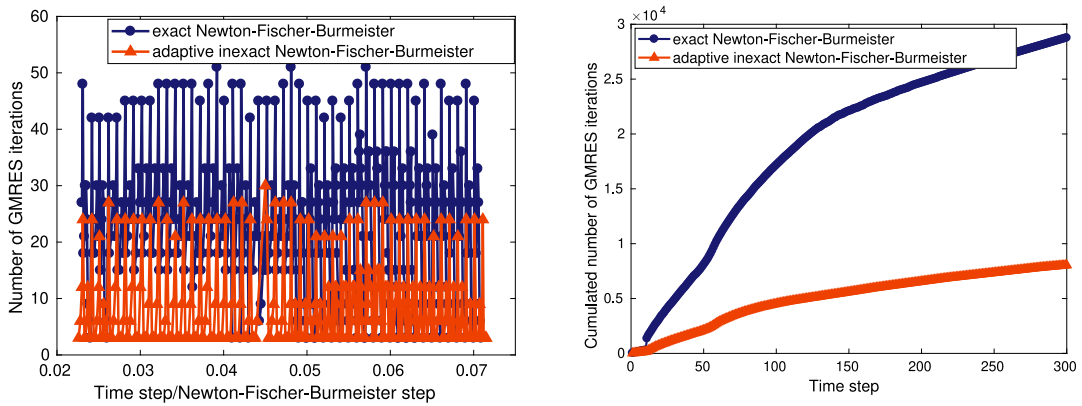 60
50
40
30
20
10
0
Number of GMRES iterations
exact Newton-Fischer-Burmeister
adaptive inexact Newton-Fischer-Burmeister
0.02 0.03 0.04 0.05 0.06 0.07
Time step/Newton-Fischer-Burmeister step
3 ×10⁴
2.5
2
1.5
1
0.5
0
Cumulated number of GMRES iterations
exact Newton-Fischer-Burmeister
adaptive inexact Newton-Fischer-Burmeister
0 50 100 150 200 250 300
Time step